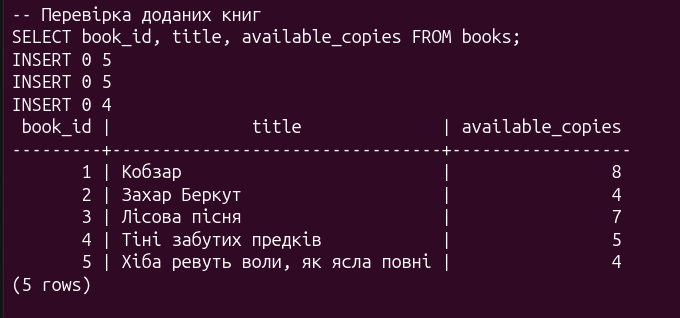 -- Перевірка доданих книг
SELECT book_id, title, available_copies FROM books;
INSERT 0 5
INSERT 0 5
INSERT 0 4
 book_id |              title              | available_copies
---------+---------------------------------+------------------
       1 | Кобзар                          |                8
       2 | Захар Беркут                    |                4
       3 | Лісова пісня                    |                7
       4 | Тіні забутих предків            |                5
       5 | Хіба ревуть воли, як ясла повні |                4
(5 rows)